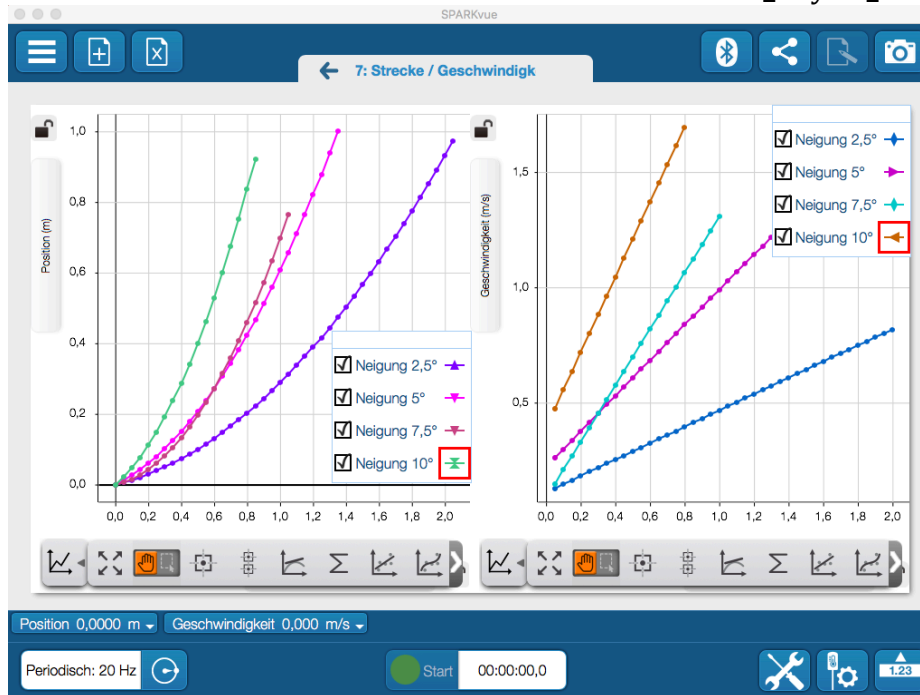 SPARKvue
7: Strecke / Geschwindigk
Position (m)
1,0
0,8
0,6
0,4
0,2
0,0
0,0 0,2 0,4 0,6 0,8 1,0 1,2 1,4 1,6 1,8 2,0
Neigung 2,5°
Neigung 5°
Neigung 7,5°
Neigung 10°
Geschwindigkeit (m/s)
1,5
1,0
0,5
0,0 0,2 0,4 0,6 0,8 1,0 1,2 1,4 1,6 1,8 2,0
Neigung 2,5°
Neigung 5°
Neigung 7,5°
Neigung 10°
Position 0,0000 m
Geschwindigkeit 0,000 m/s
Periodisch: 20 Hz
Start
00:00:00,0
1.23